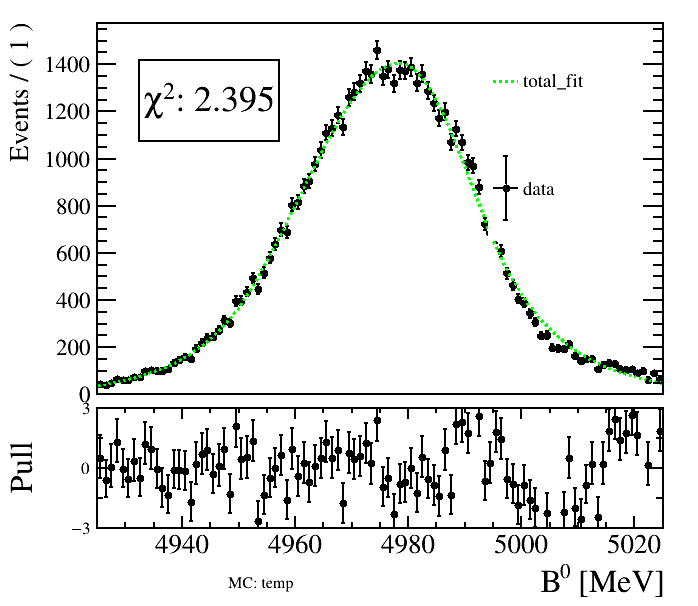 Events / ( 1 )
1400
1200
1000
800
600
400
200
0
χ²: 2.395
total_fit
data
Pull
3
0
−3
4940 4960 4980 5000 5020
MC: temp
B⁰ [MeV]